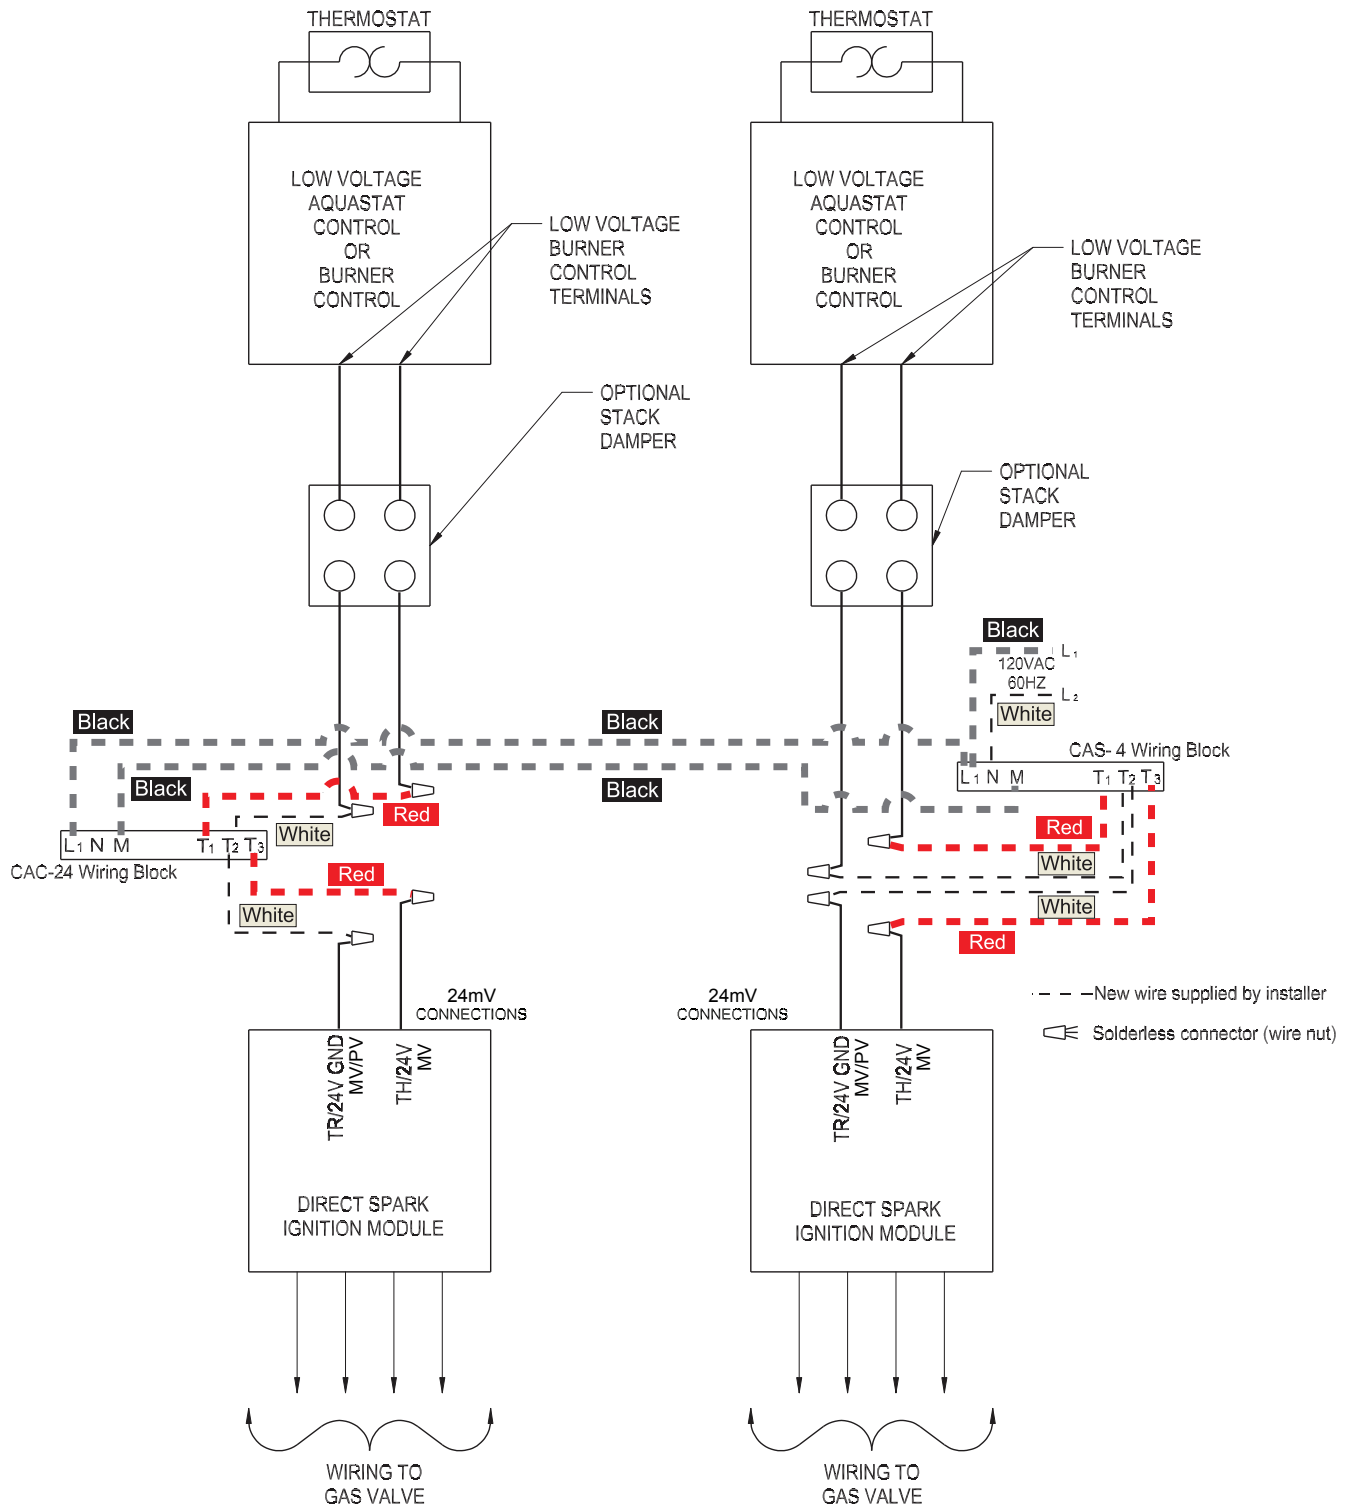 THERMOSTAT
THERMOSTAT
LOW VOLTAGE
AQUASTAT
CONTROL
OR
BURNER
CONTROL
LOW VOLTAGE
BURNER
CONTROL
TERMINALS
LOW VOLTAGE
AQUASTAT
CONTROL
OR
BURNER
CONTROL
LOW VOLTAGE
BURNER
CONTROL
TERMINALS
OPTIONAL
STACK
DAMPER
OPTIONAL
STACK
DAMPER
Black
L1
120VAC
60HZ
L2
White
Black
Black
CAS- 4 Wiring Block
L1 N M T1 T2 T3
Black
Black
Red
White
L1 N M T1 T2 T3
CAC-24 Wiring Block
Red
White
Red
White
White
Red
24mV
CONNECTIONS
24mV
CONNECTIONS
New wire supplied by installer
Solderless connector (wire nut)
TR/24V GND
MV/PV
TH/24V
MV
TR/24V GND
MV/PV
TH/24V
MV
DIRECT SPARK
IGNITION MODULE
DIRECT SPARK
IGNITION MODULE
WIRING TO
GAS VALVE
WIRING TO
GAS VALVE